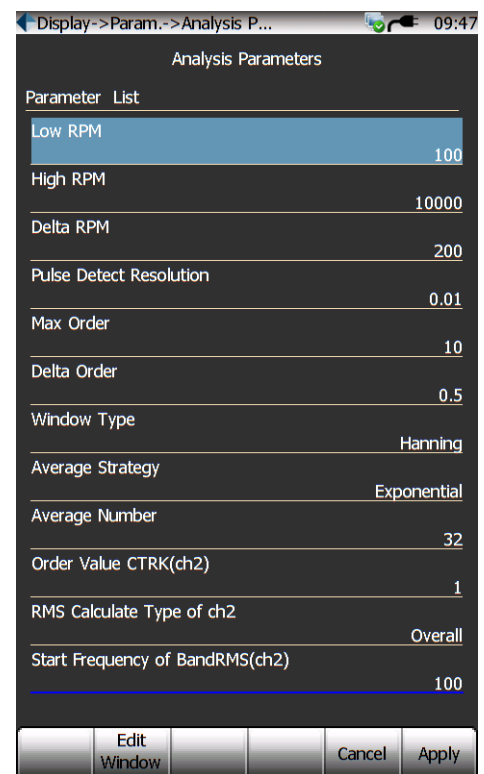 Display->Param.->Analysis P... 09:47
Analysis Parameters
Parameter List
Low RPM
100
High RPM
10000
Delta RPM
200
Pulse Detect Resolution
0.01
Max Order
10
Delta Order
0.5
Window Type
Hanning
Average Strategy
Exponential
Average Number
32
Order Value CTRK(ch2)
1
RMS Calculate Type of ch2
Overall
Start Frequency of BandRMS(ch2)
100
Edit
Window
Cancel Apply